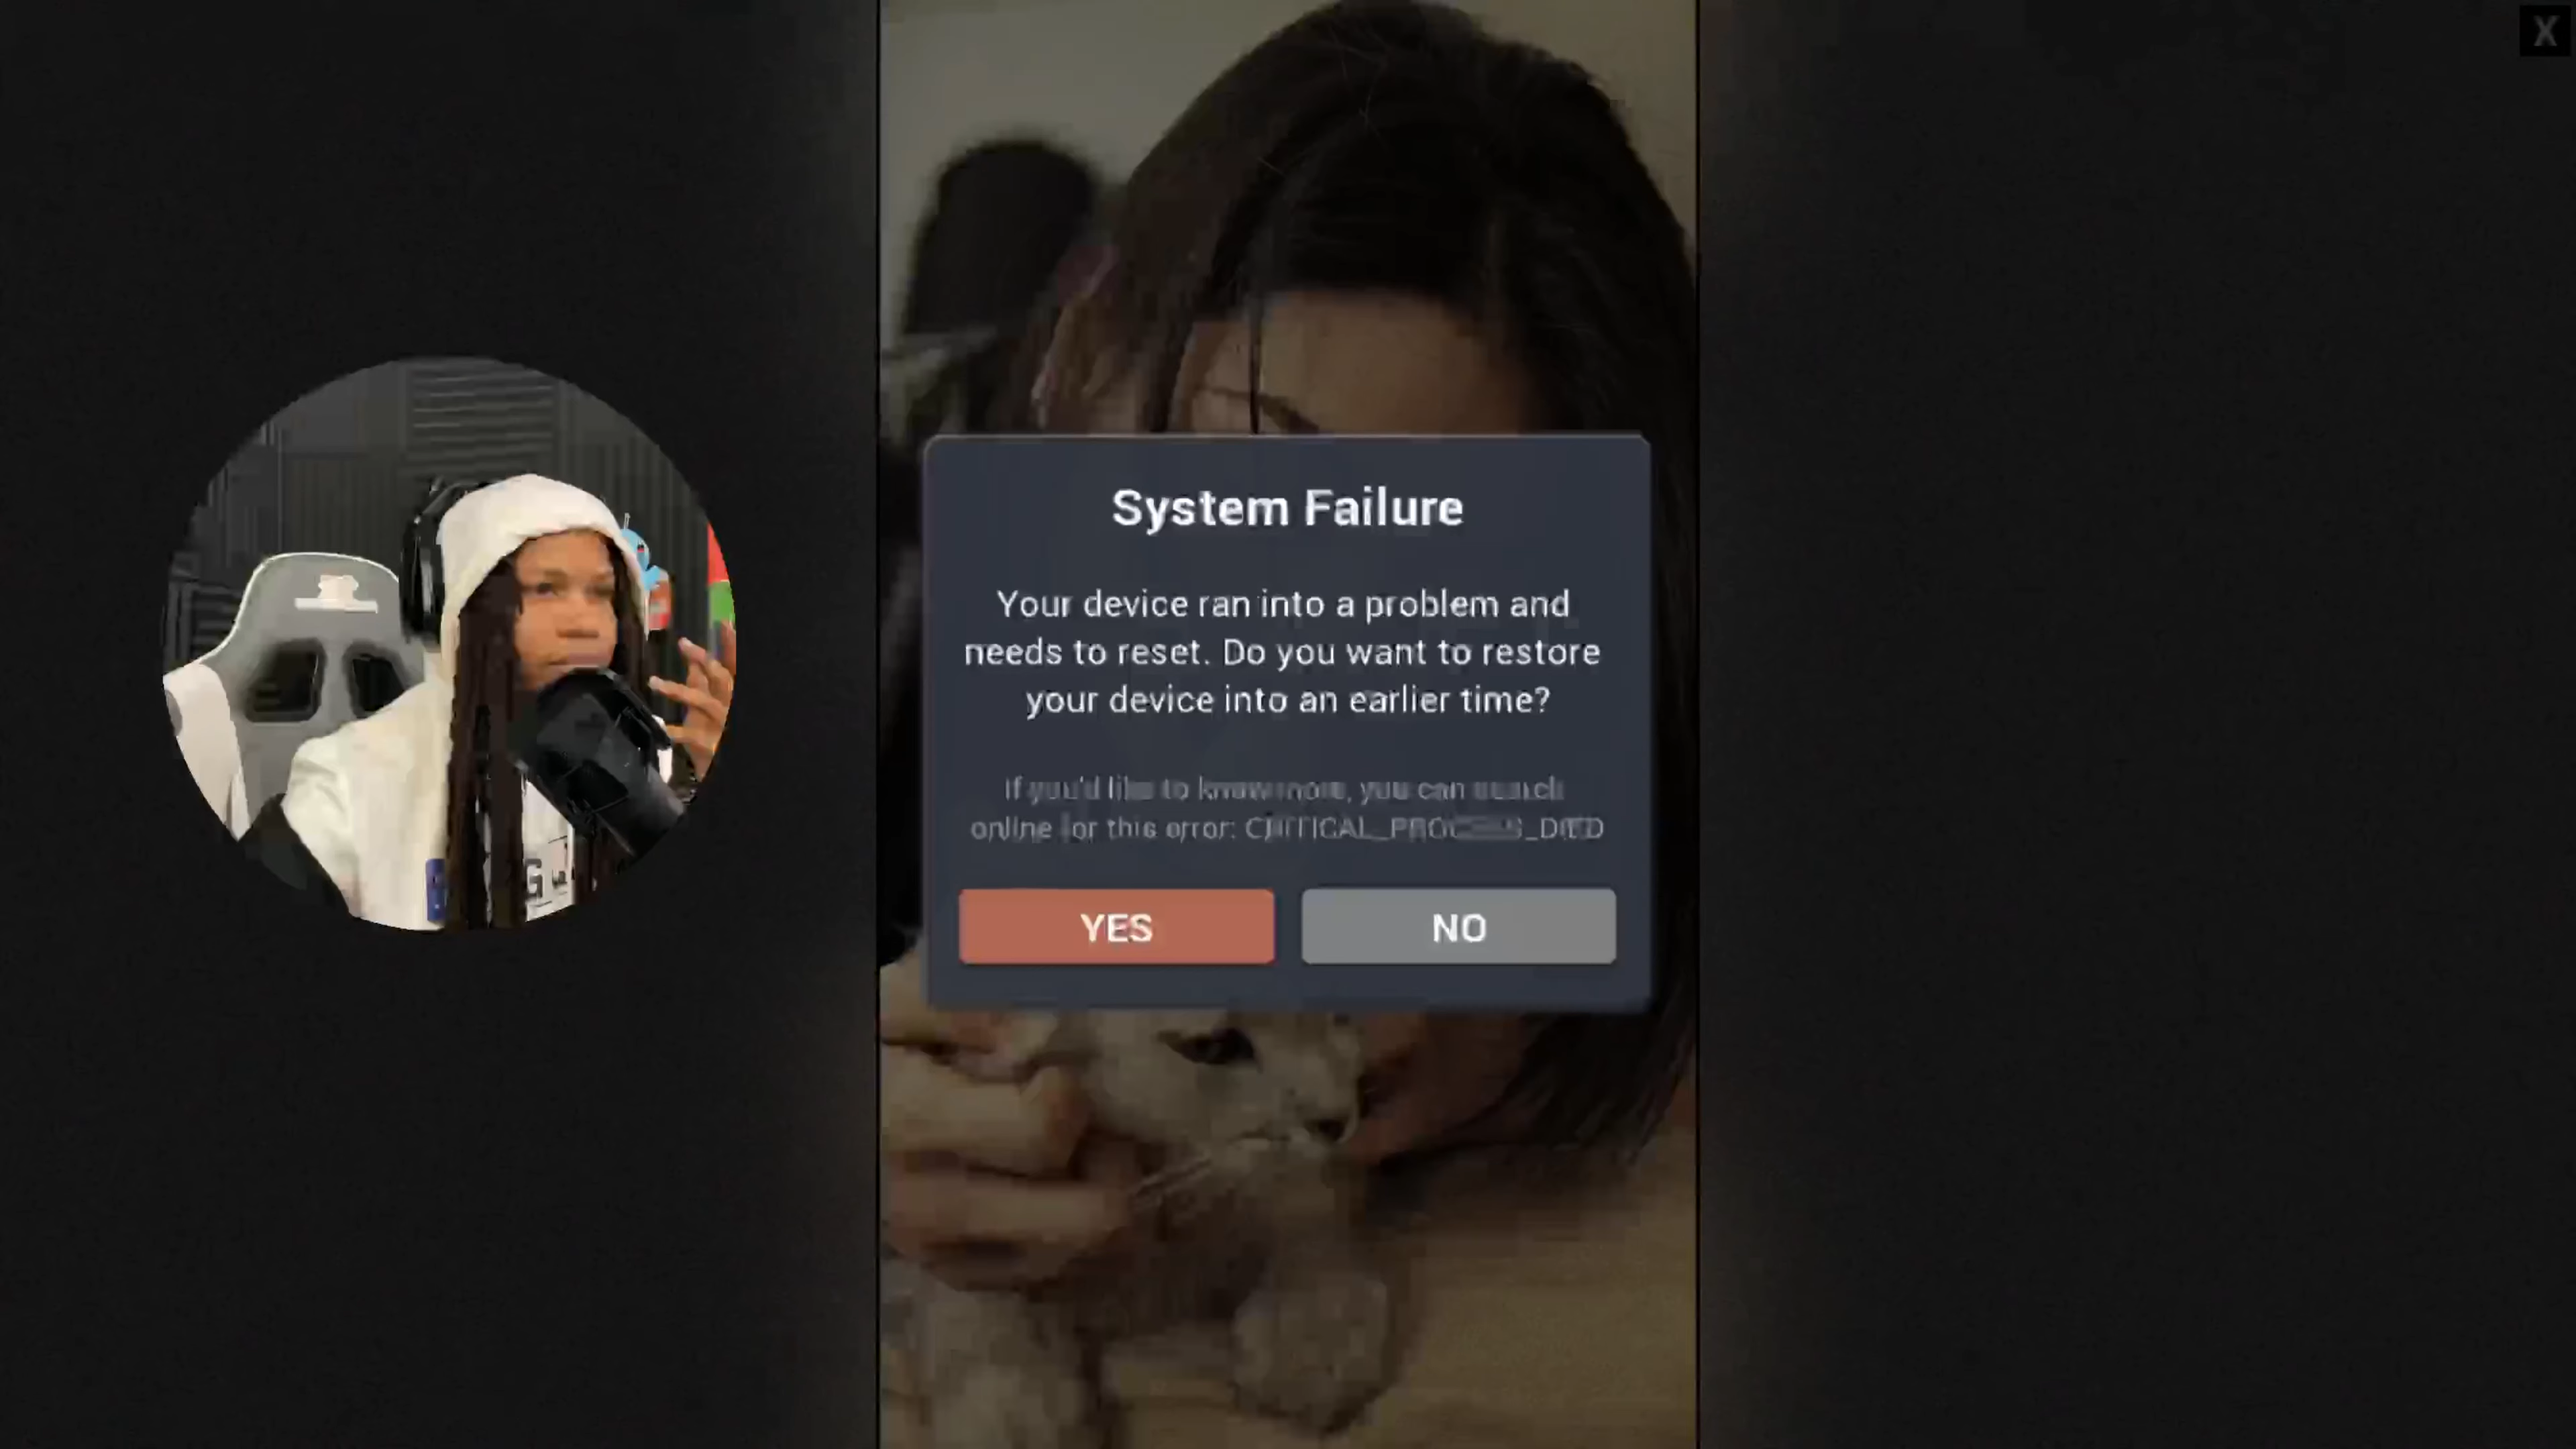 X
System Failure
Your device ran into a problem and
needs to reset. Do you want to restore
your device into an earlier time?
If you'd like to know more, you can search
online for this error: CRITICAL_PROCESS_DIED
YES
NO